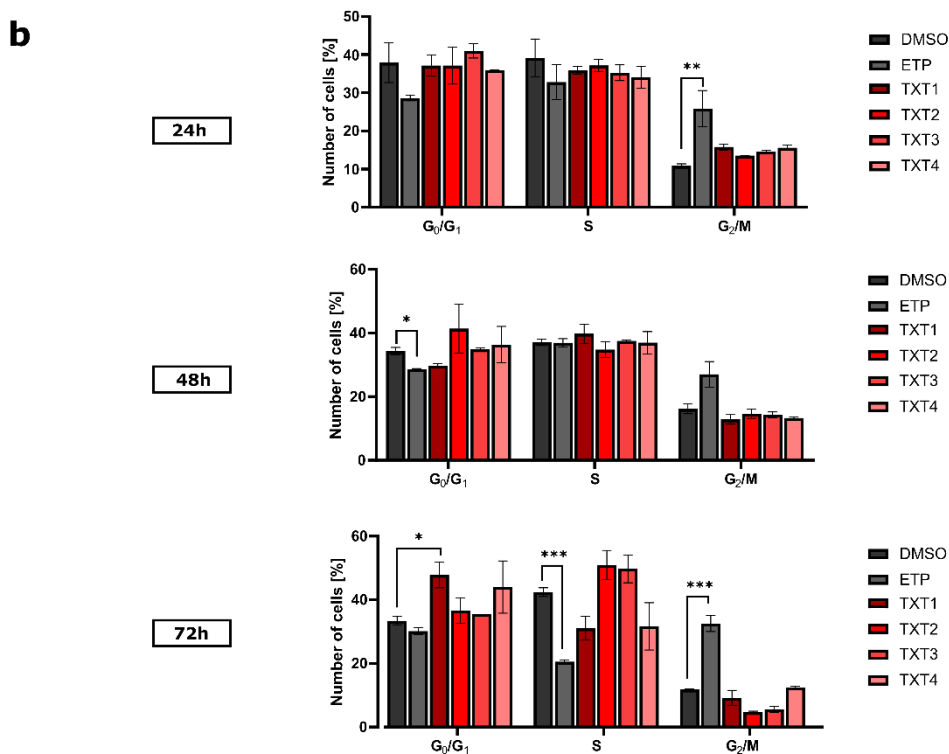 b
24h
Number of cells [%]
50
40
30
20
10
0
**
G₀/G₁
S
G₂/M
DMSO
ETP
TXT1
TXT2
TXT3
TXT4
48h
Number of cells [%]
60
40
20
0
*
G₀/G₁
S
G₂/M
DMSO
ETP
TXT1
TXT2
TXT3
TXT4
72h
Number of cells [%]
60
40
20
0
*
***
***
G₀/G₁
S
G₂/M
DMSO
ETP
TXT1
TXT2
TXT3
TXT4